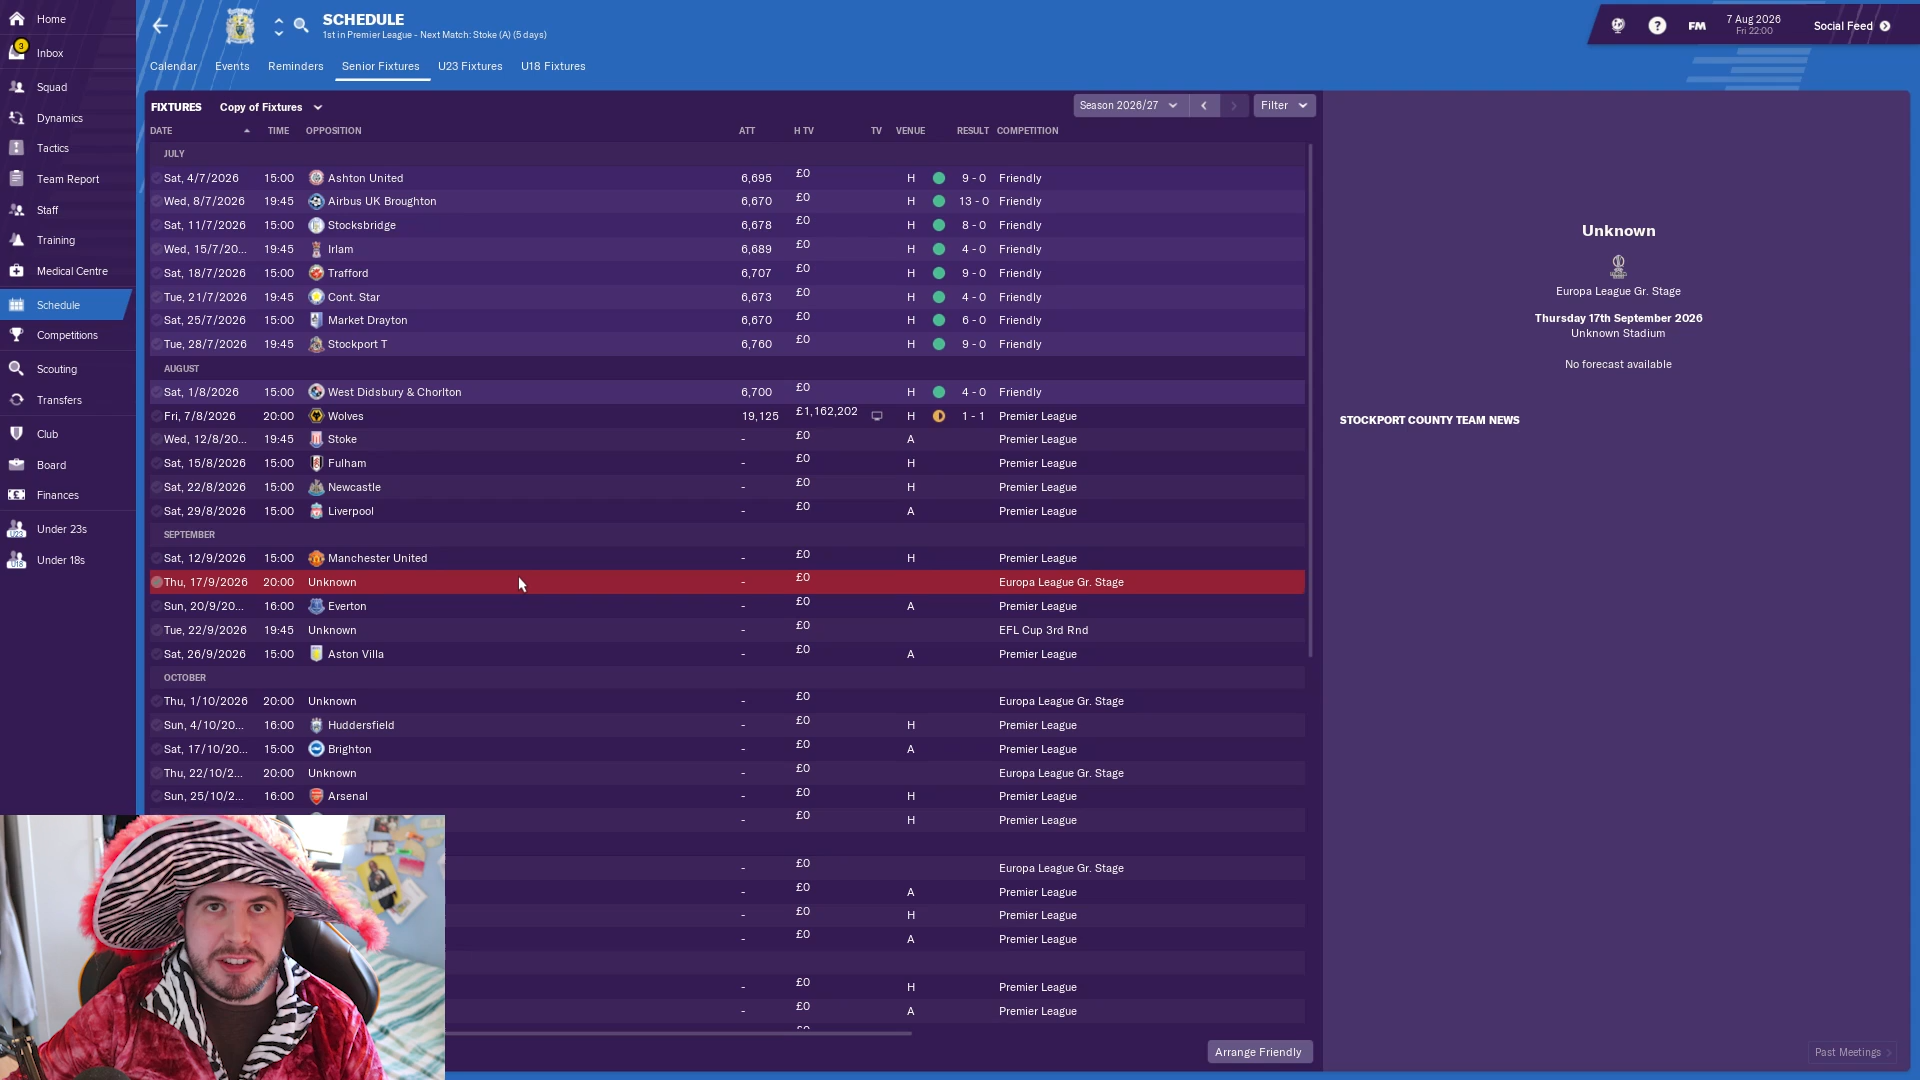 Home
3
Inbox
Squad
Dynamics
Tactics
Team Report
Staff
Training
Medical Centre
Schedule
Competitions
Scouting
Transfers
Club
Board
Finances
U23 Under 23s
U18 Under 18s
SCHEDULE
1st in Premier League - Next Match: Stoke (A) (5 days)
FM
7 Aug 2026
Fri 22:00
Social Feed
Calendar Events Reminders Senior Fixtures U23 Fixtures U18 Fixtures
FIXTURES Copy of Fixtures Season 2026/27 Filter
DATE TIME OPPOSITION ATT H TV TV VENUE RESULT COMPETITION
JULY
Sat, 4/7/2026 15:00 Ashton United 6,695 £0 H 9 - 0 Friendly
Wed, 8/7/2026 19:45 Airbus UK Broughton 6,670 £0 H 13 - 0 Friendly
Sat, 11/7/2026 15:00 Stocksbridge 6,678 £0 H 8 - 0 Friendly
Wed, 15/7/20... 19:45 Irlam 6,689 £0 H 4 - 0 Friendly
Sat, 18/7/2026 15:00 Trafford 6,707 £0 H 9 - 0 Friendly
Tue, 21/7/2026 19:45 Cont. Star 6,673 £0 H 4 - 0 Friendly
Sat, 25/7/2026 15:00 Market Drayton 6,670 £0 H 6 - 0 Friendly
Tue, 28/7/2026 19:45 Stockport T 6,760 £0 H 9 - 0 Friendly
AUGUST
Sat, 1/8/2026 15:00 West Didsbury & Chorlton 6,700 £0 H 4 - 0 Friendly
Fri, 7/8/2026 20:00 Wolves 19,125 £1,162,202 H 1 - 1 Premier League
Wed, 12/8/20... 19:45 Stoke - £0 A Premier League
Sat, 15/8/2026 15:00 Fulham - £0 H Premier League
Sat, 22/8/2026 15:00 Newcastle - £0 H Premier League
Sat, 29/8/2026 15:00 Liverpool - £0 A Premier League
SEPTEMBER
Sat, 12/9/2026 15:00 Manchester United - £0 H Premier League
Thu, 17/9/2026 20:00 Unknown - £0 Europa League Gr. Stage
Sun, 20/9/20... 16:00 Everton - £0 A Premier League
Tue, 22/9/2026 19:45 Unknown - £0 EFL Cup 3rd Rnd
Sat, 26/9/2026 15:00 Aston Villa - £0 A Premier League
OCTOBER
Thu, 1/10/2026 20:00 Unknown - £0 Europa League Gr. Stage
Sun, 4/10/20... 16:00 Huddersfield - £0 H Premier League
Sat, 17/10/20... 15:00 Brighton - £0 A Premier League
Thu, 22/10/2... 20:00 Unknown - £0 Europa League Gr. Stage
Sun, 25/10/2... 16:00 Arsenal - £0 H Premier League
- £0 H Premier League
- £0 Europa League Gr. Stage
- £0 A Premier League
- £0 H Premier League
- £0 A Premier League
- £0 H Premier League
- £0 A Premier League
Arrange Friendly
Unknown
Europa League Gr. Stage
Thursday 17th September 2026
Unknown Stadium
No forecast available
STOCKPORT COUNTY TEAM NEWS
Past Meetings